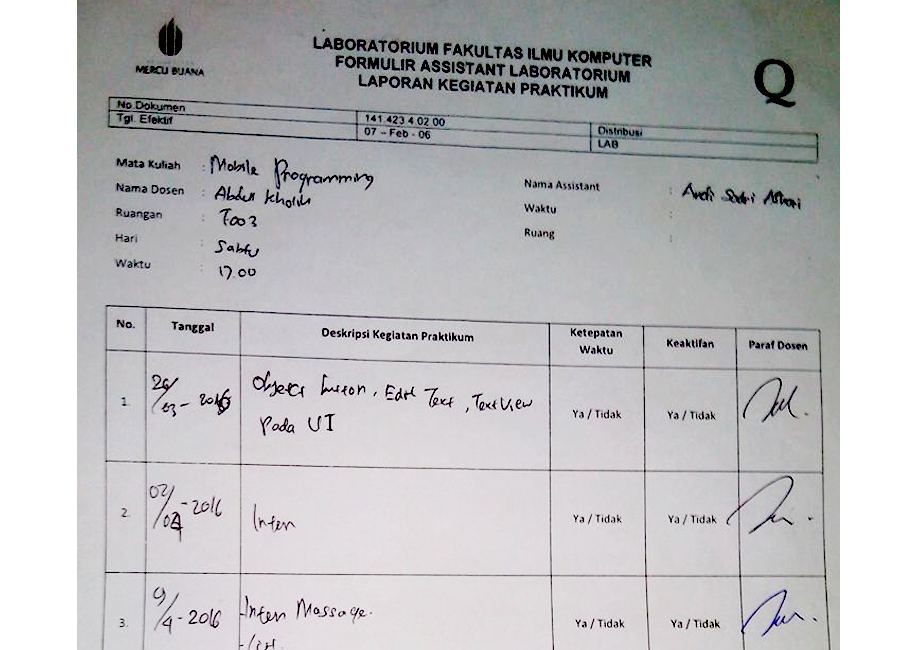 MERCU BUANA
LABORATORIUM FAKULTAS ILMU KOMPUTER
FORMULIR ASSISTANT LABORATORIUM
LAPORAN KEGIATAN PRAKTIKUM
Q
No.Dokumen 141.423.4.02.00 Distribusi
Tgl. Efektif 07 – Feb - 06 LAB
Mata Kuliah : Mobile Programming
Nama Dosen : Abdul Kholik
Ruangan : T003
Hari : Sabtu
Waktu : 17.00
Nama Assistant : Andi Sadri
Waktu :
Ruang :
No. Tanggal Deskripsi Kegiatan Praktikum Ketepatan Waktu Keaktifan Paraf Dosen
1. 26/03-2016 Object button, Edit Text, TextView
Pada UI
Ya / Tidak Ya / Tidak
2. 02/04-2016 Inten Ya / Tidak Ya / Tidak
3. 9/4-2016 -Inten Massage. Ya / Tidak Ya / Tidak